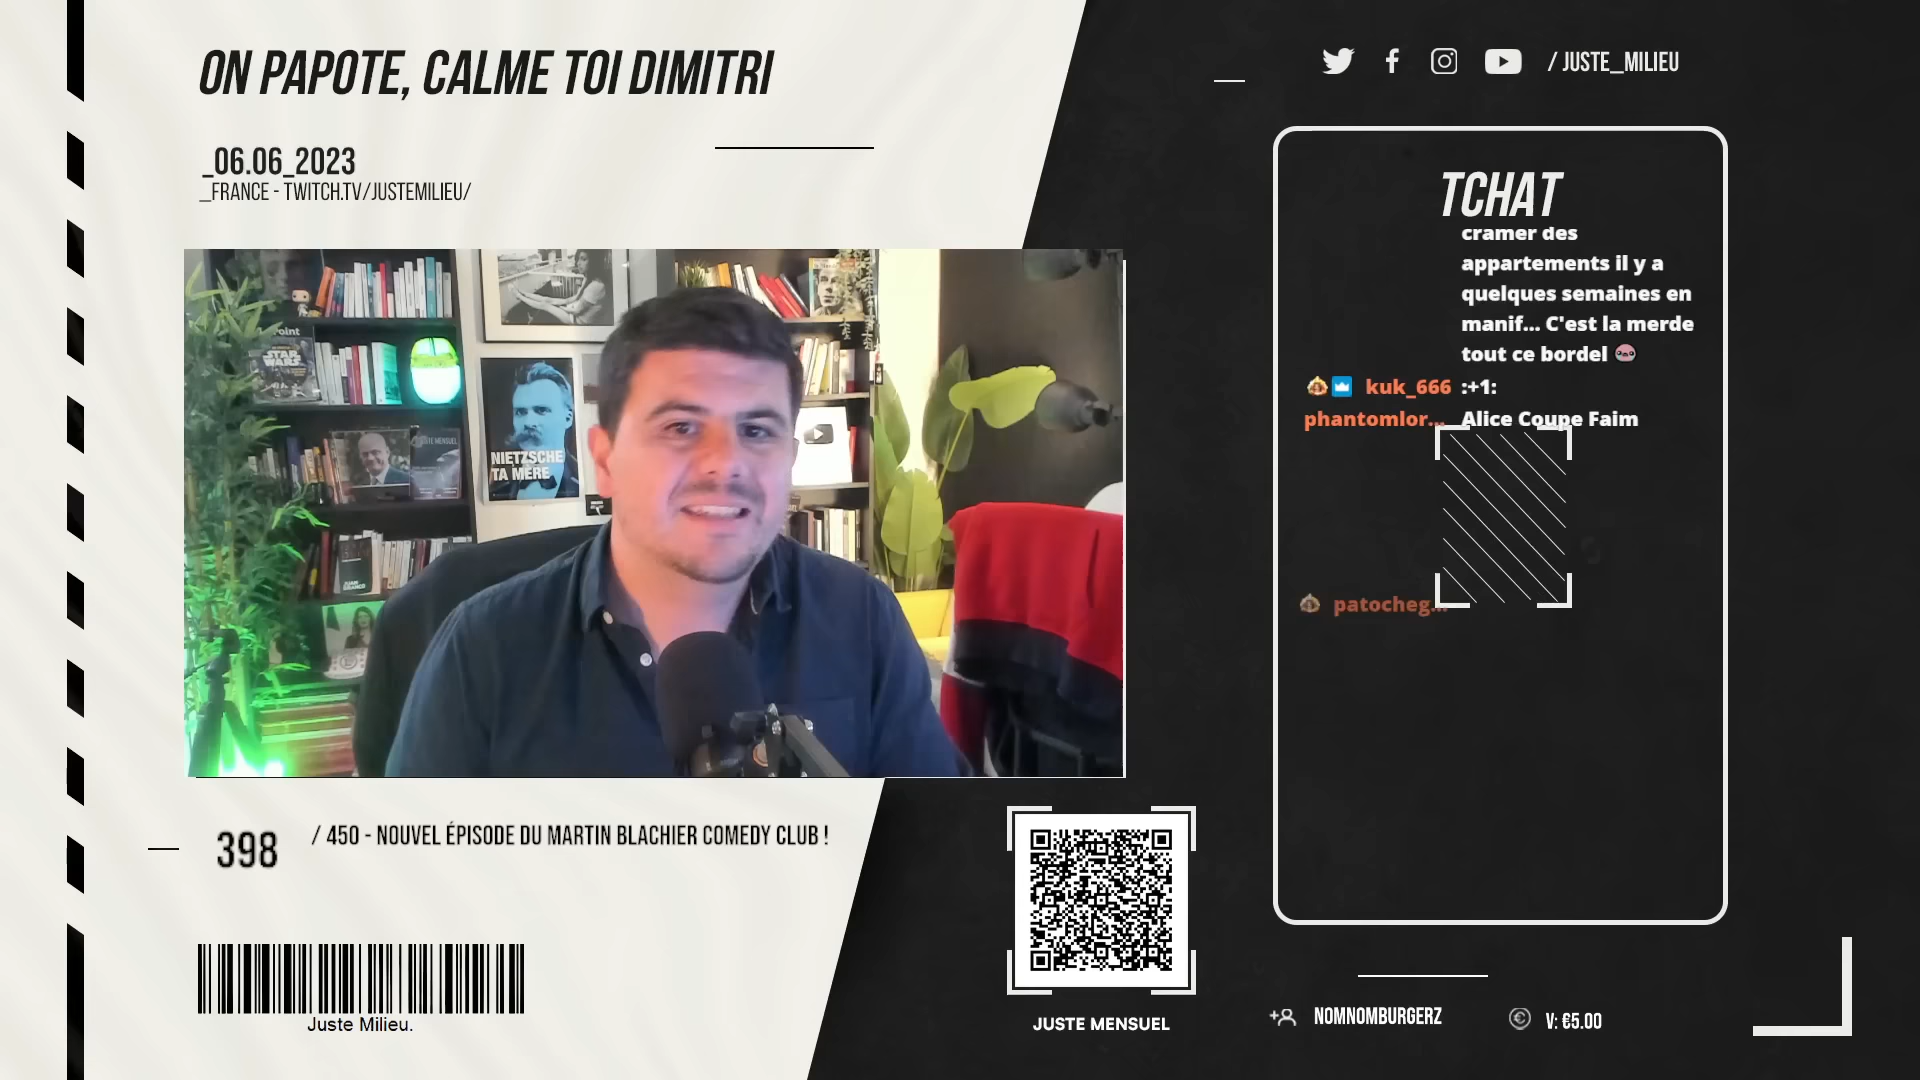 ON PAPOTE, CALME TOI DIMITRI
_06.06_2023
_FRANCE - TWITCH.TV/JUSTEMILIEU/
/ JUSTE_MILIEU
TCHAT
cramer des
appartements il y a
quelques semaines en
manif... C'est la merde
tout ce bordel
kuk_666 :+1:
phantomlor... Alice Coupe Faim
patocheg...
STAR
WARS
NIETZSCHE
TA MÈRE
398
/ 450 - NOUVEL ÉPISODE DU MARTIN BLACHIER COMEDY CLUB !
Juste Milieu.
JUSTE MENSUEL
NOMNOMBURGERZ
V: €5.00